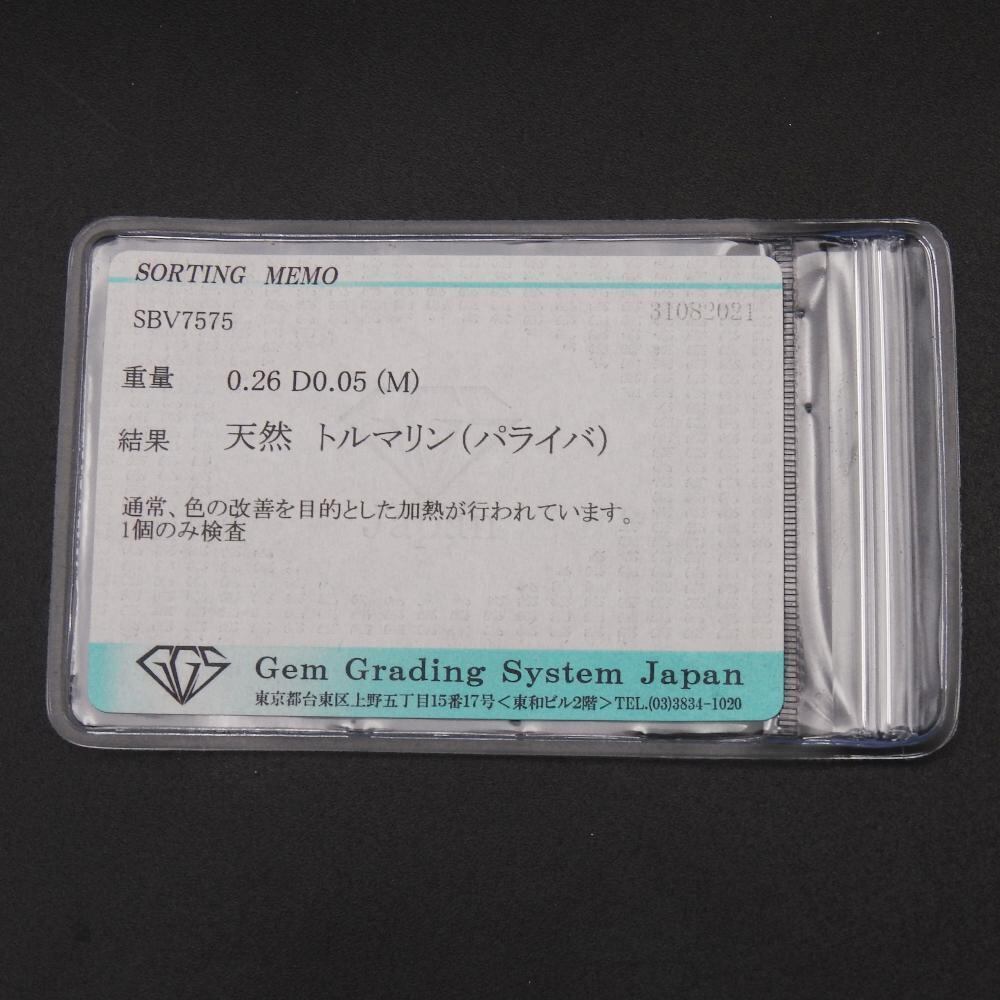 SORTING MEMO
SBV7575
31082021
重量 0.26 D0.05 (M)
結果 天然 トルマリン(パライバ)
通常、色の改善を目的とした加熱が行われています。
1個のみ検査
GGS
Gem Grading System Japan
東京都台東区上野五丁目15番17号<東和ビル2階>TEL.(03)3834-1020